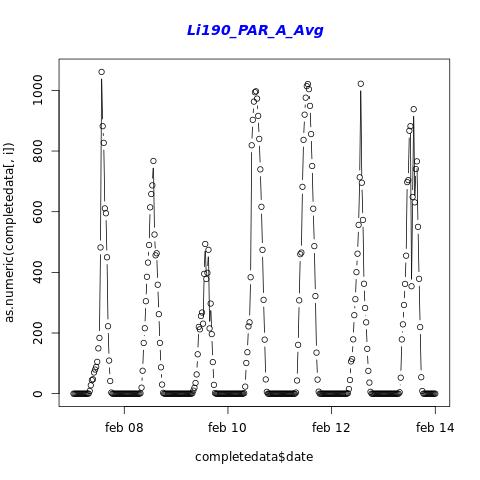 Li190_PAR_A_Avg
as.numeric(completedata[, i])
1000
800
600
400
200
0
feb 08 feb 10 feb 12 feb 14
completedata$date